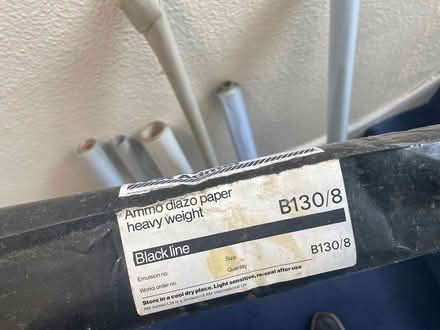 Ammo diazo paper
heavy weight
B130/8
Black line
Size
Quantity
B130/8
Emulsion no.
Works order no.
Store in a cool dry place. Light sensitive, re-seal after use